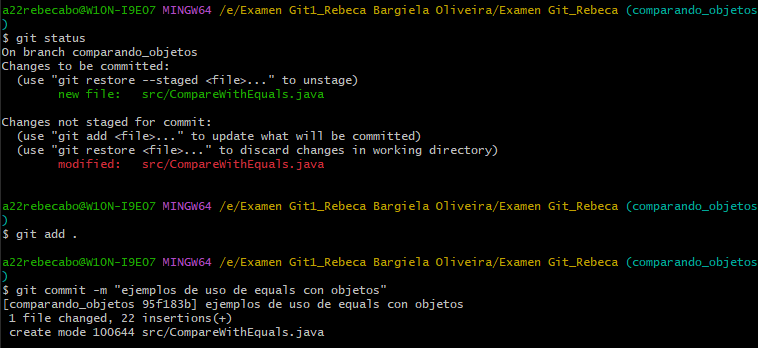 a22rebecabo@W10N-I9E07 MINGW64 /e/Examen Git1_Rebeca Bargiela Oliveira/Examen Git_Rebeca (comparando_objetos
)
$ git status
On branch comparando_objetos
Changes to be committed:
  (use "git restore --staged <file>..." to unstage)
        new file:   src/CompareWithEquals.java

Changes not staged for commit:
  (use "git add <file>..." to update what will be committed)
  (use "git restore <file>..." to discard changes in working directory)
        modified:   src/CompareWithEquals.java


a22rebecabo@W10N-I9E07 MINGW64 /e/Examen Git1_Rebeca Bargiela Oliveira/Examen Git_Rebeca (comparando_objetos
)
$ git add .

a22rebecabo@W10N-I9E07 MINGW64 /e/Examen Git1_Rebeca Bargiela Oliveira/Examen Git_Rebeca (comparando_objetos
)
$ git commit -m "ejemplos de uso de equals con objetos"
[comparando_objetos 95f183b] ejemplos de uso de equals con objetos
 1 file changed, 22 insertions(+)
 create mode 100644 src/CompareWithEquals.java